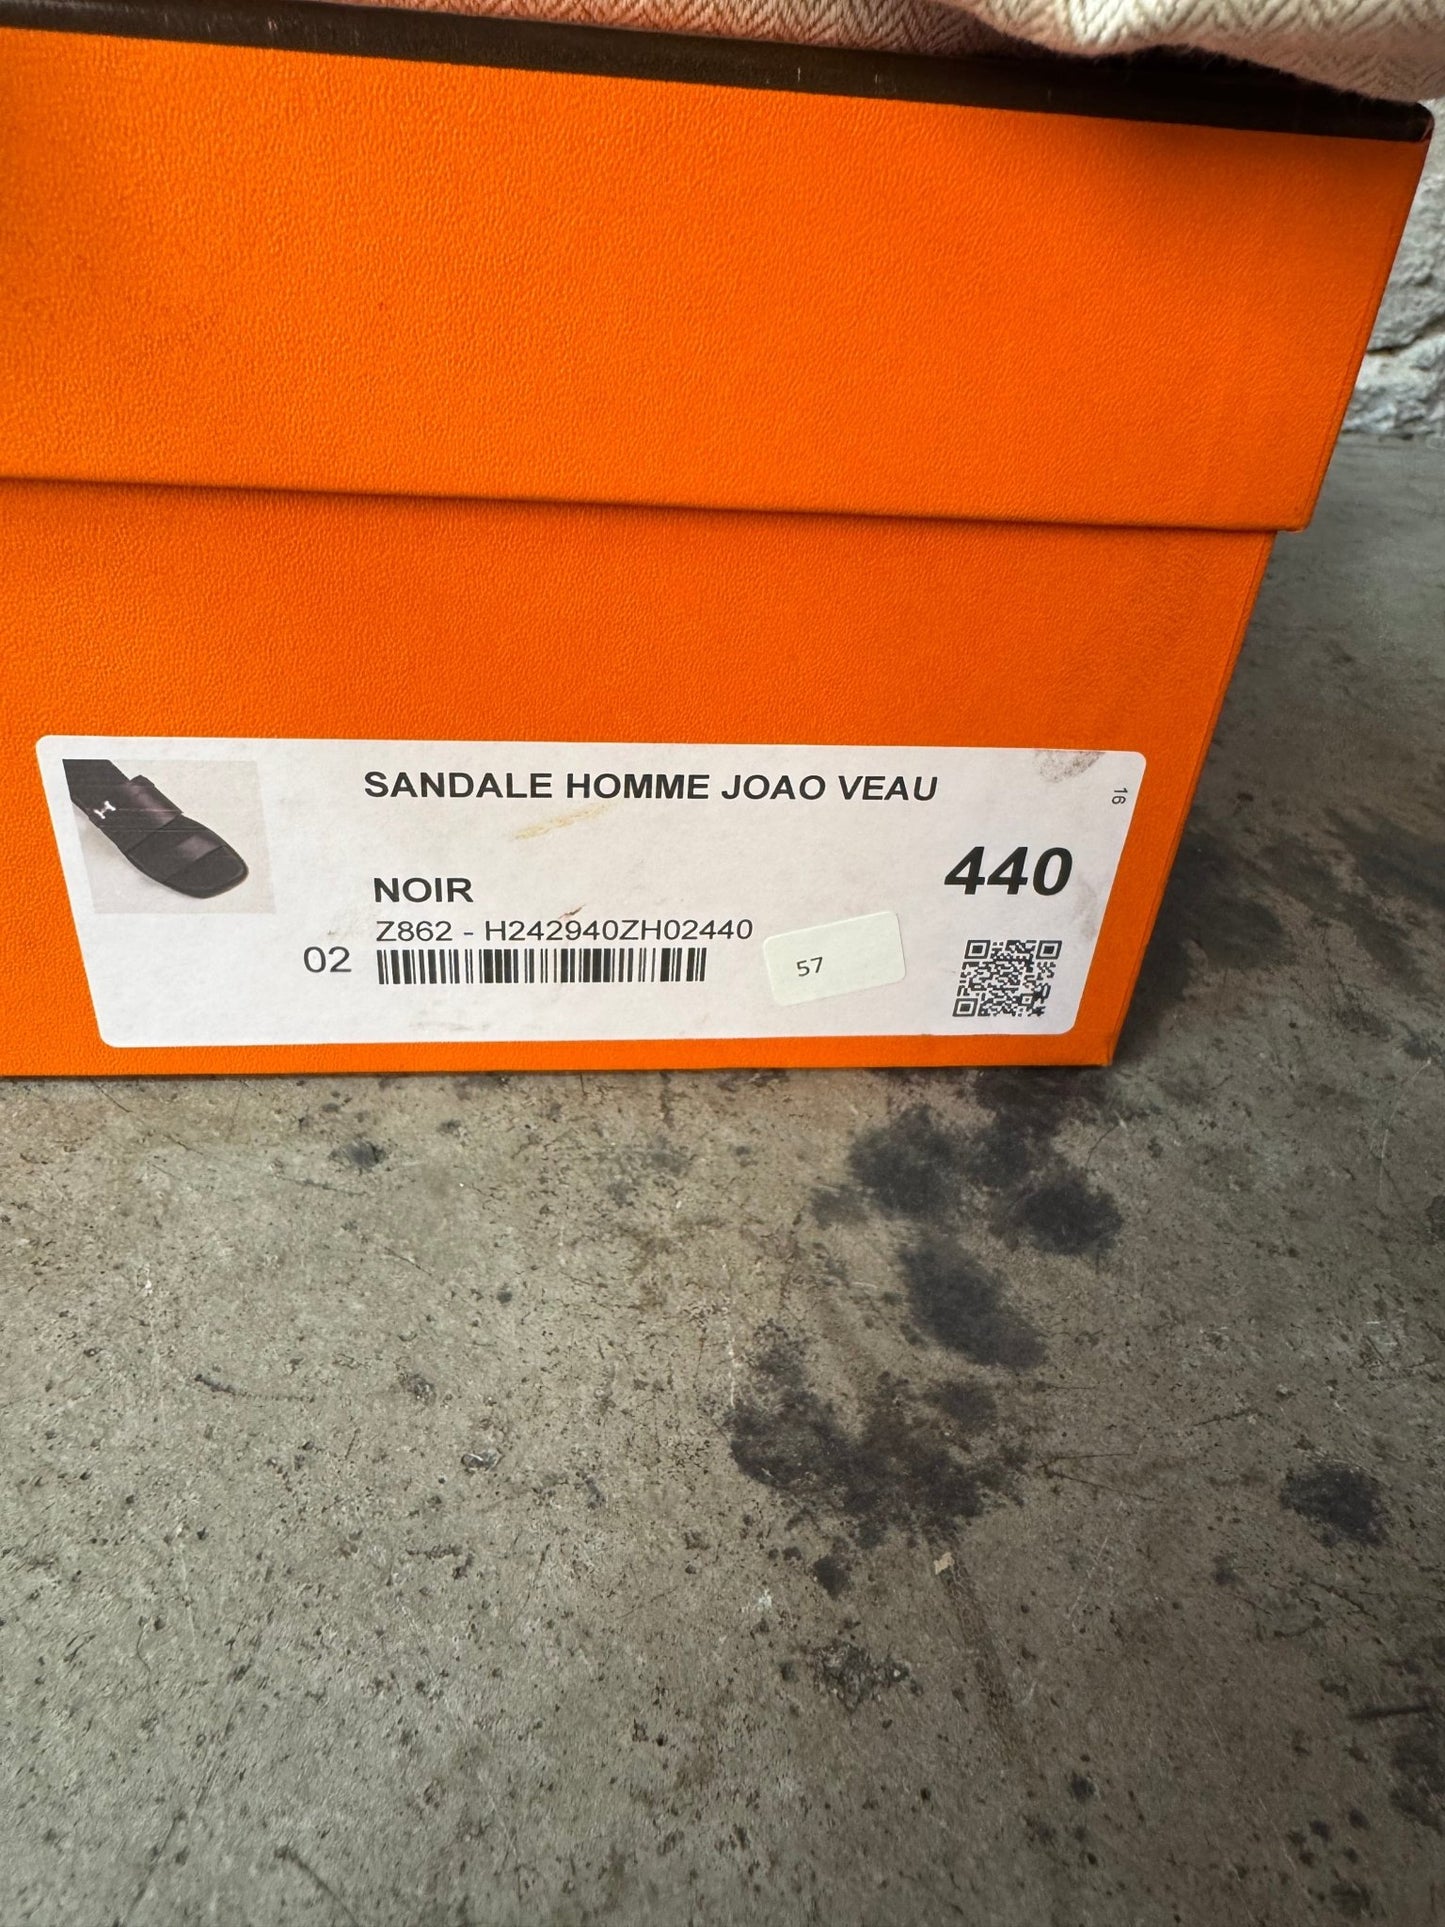 SANDALE HOMME JOAO VEAU
16
440
NOIR
Z862 - H242940ZH02440
02
57